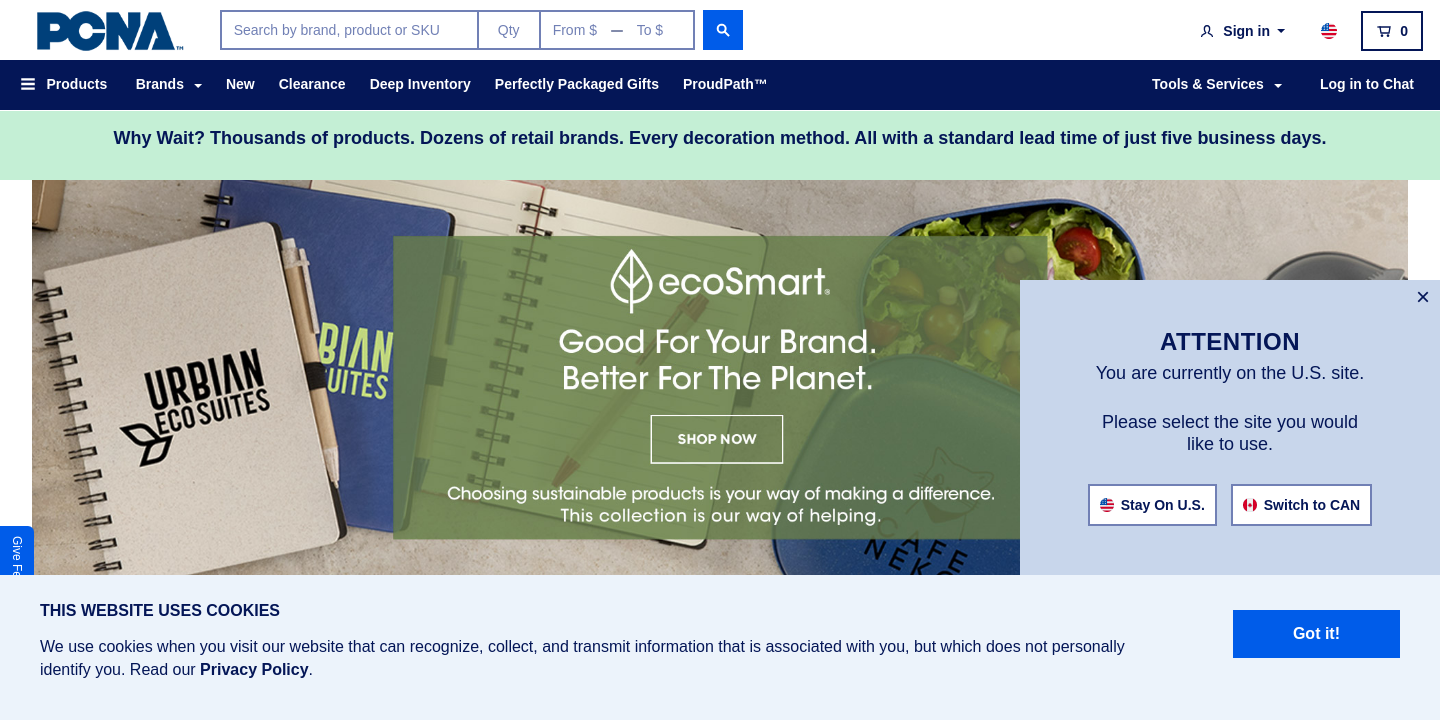 PCNA™
Search by brand, product or SKU
Qty
From $ — To $
Sign in
0
Products
Brands
New
Clearance
Deep Inventory
Perfectly Packaged Gifts
ProudPath™
Tools & Services
Log in to Chat
Why Wait? Thousands of products. Dozens of retail brands. Every decoration method. All with a standard lead time of just five business days.
URBIAN
ECO SUITES
BIAN
SUITES
ecoSmart®
Good For Your Brand.
Better For The Planet.
SHOP NOW
Choosing sustainable products is your way of making a difference.
This collection is our way of helping.
CAFE
NEKO
×
ATTENTION
You are currently on the U.S. site.
Please select the site you would
like to use.
Stay On U.S.
Switch to CAN
Give Fe
THIS WEBSITE USES COOKIES
We use cookies when you visit our website that can recognize, collect, and transmit information that is associated with you, but which does not personally
identify you. Read our Privacy Policy.
Got it!